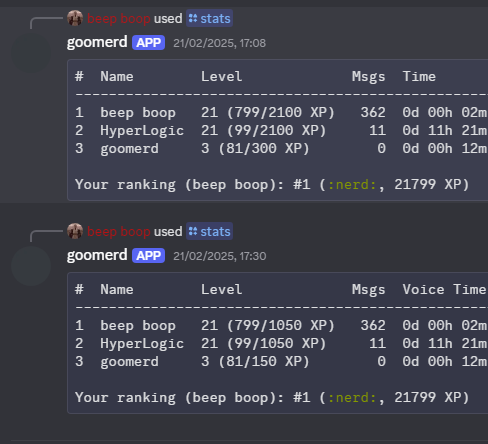 beep boop used stats
goomerd APP 21/02/2025, 17:08
#  Name        Level             Msgs  Time
--------------------------------------------------
1  beep boop   21 (799/2100 XP)   362  0d 00h 02m
2  HyperLogic  21 (99/2100 XP)     11  0d 11h 21m
3  goomerd     3 (81/300 XP)        0  0d 00h 12m
Your ranking (beep boop): #1 (:nerd:, 21799 XP)
beep boop used stats
goomerd APP 21/02/2025, 17:30
#  Name        Level             Msgs  Voice Time
--------------------------------------------------
1  beep boop   21 (799/1050 XP)   362  0d 00h 02m
2  HyperLogic  21 (99/1050 XP)     11  0d 11h 21m
3  goomerd     3 (81/150 XP)        0  0d 00h 12m
Your ranking (beep boop): #1 (:nerd:, 21799 XP)